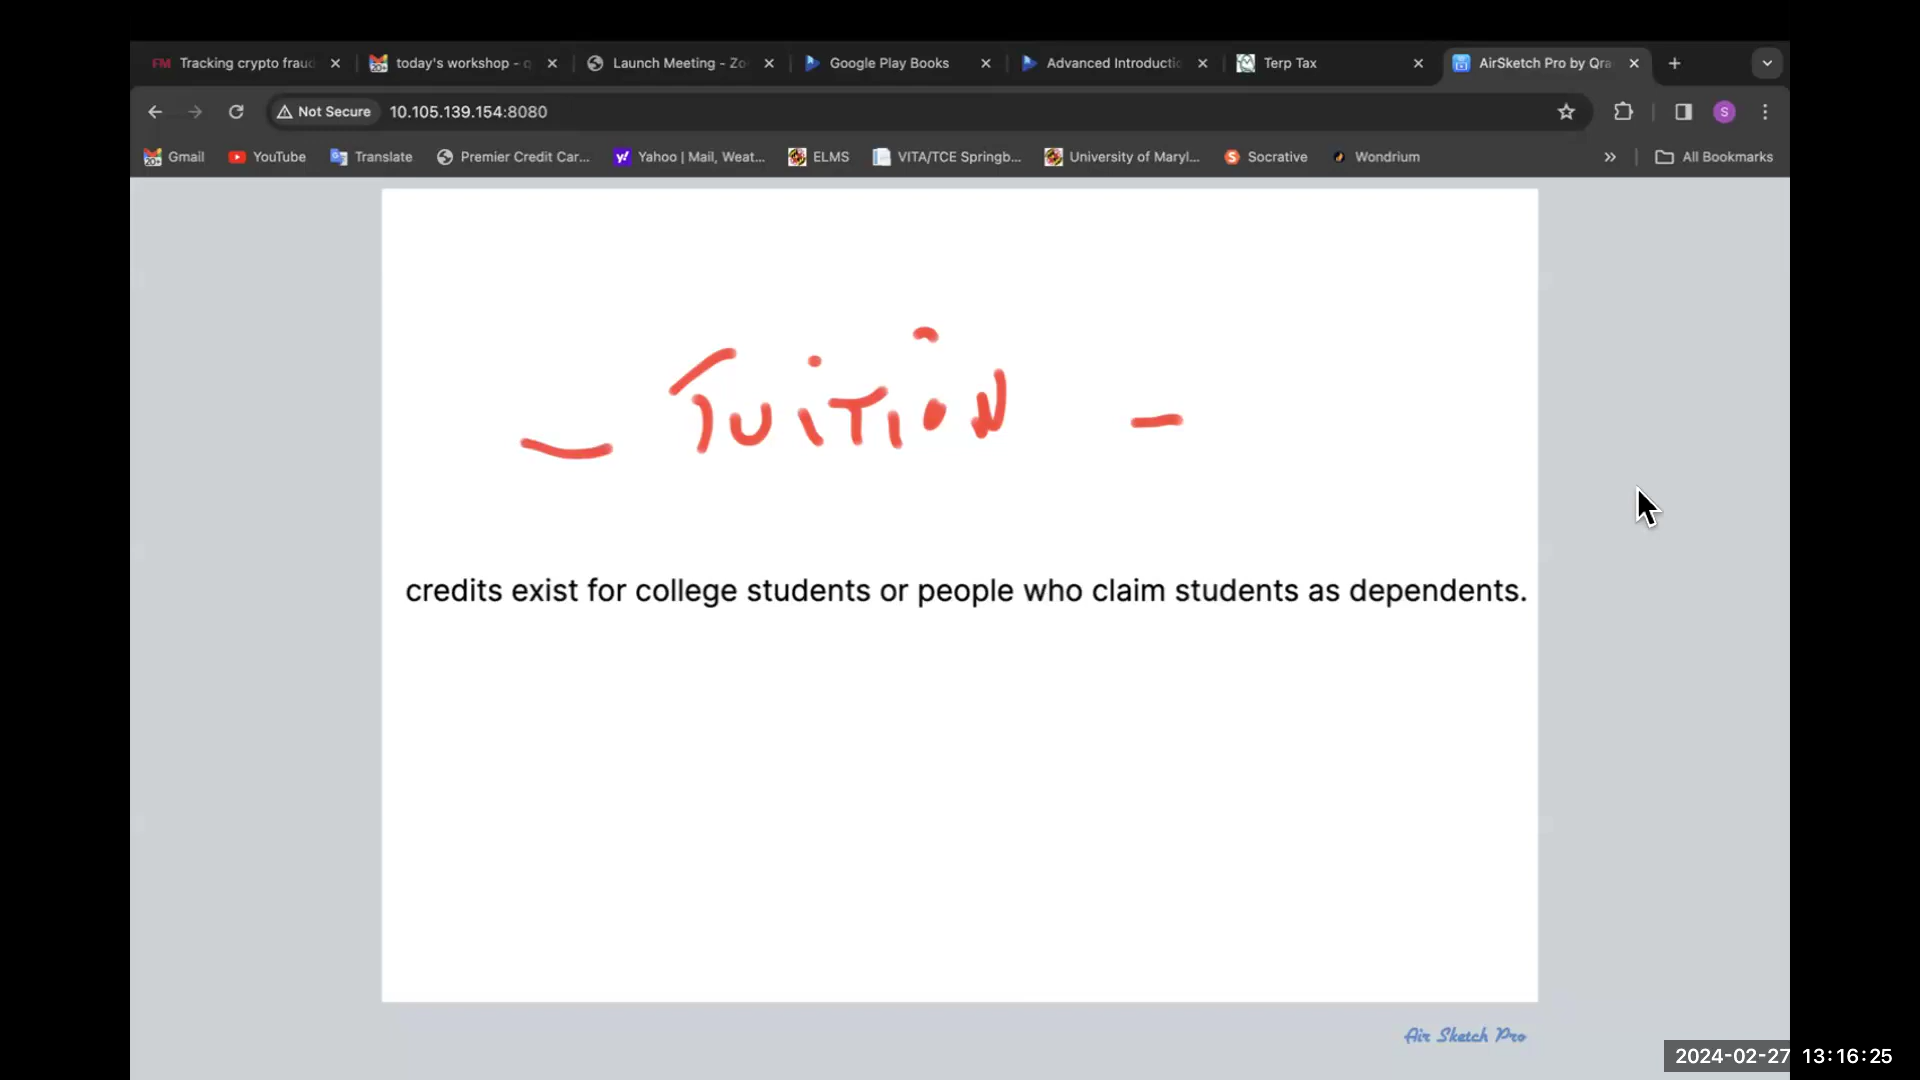 FM Tracking crypto fraud
today's workshop - q
Launch Meeting - Zo
Google Play Books
Advanced Introductio
Terp Tax
AirSketch Pro by Qra
Not Secure 10.105.139.154:8080
S
Gmail
YouTube
Translate
Premier Credit Car...
Yahoo | Mail, Weat...
ELMS
VITA/TCE Springb...
University of Maryl...
Socrative
Wondrium
All Bookmarks
- TUiTiON -
credits exist for college students or people who claim students as dependents.
Air Sketch Pro
2024-02-27 13:16:25